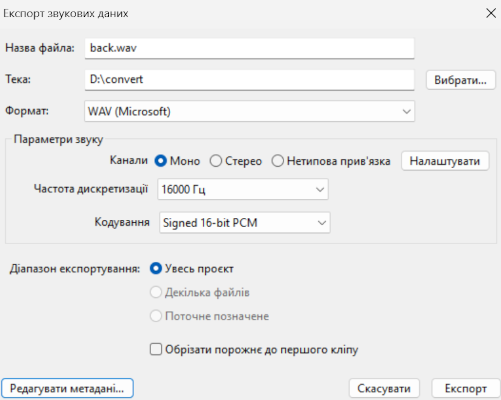 Експорт звукових даних
Назва файла: back.wav
Тека: D:\convert Вибрати...
Формат: WAV (Microsoft)
Параметри звуку
Канали Моно Стерео Нетипова прив'язка Налаштувати
Частота дискретизації 16000 Гц
Кодування Signed 16-bit PCM
Діапазон експортування: Увесь проєкт
Декілька файлів
Поточне позначене
Обрізати порожнє до першого кліпу
Редагувати метадані... Скасувати Експорт